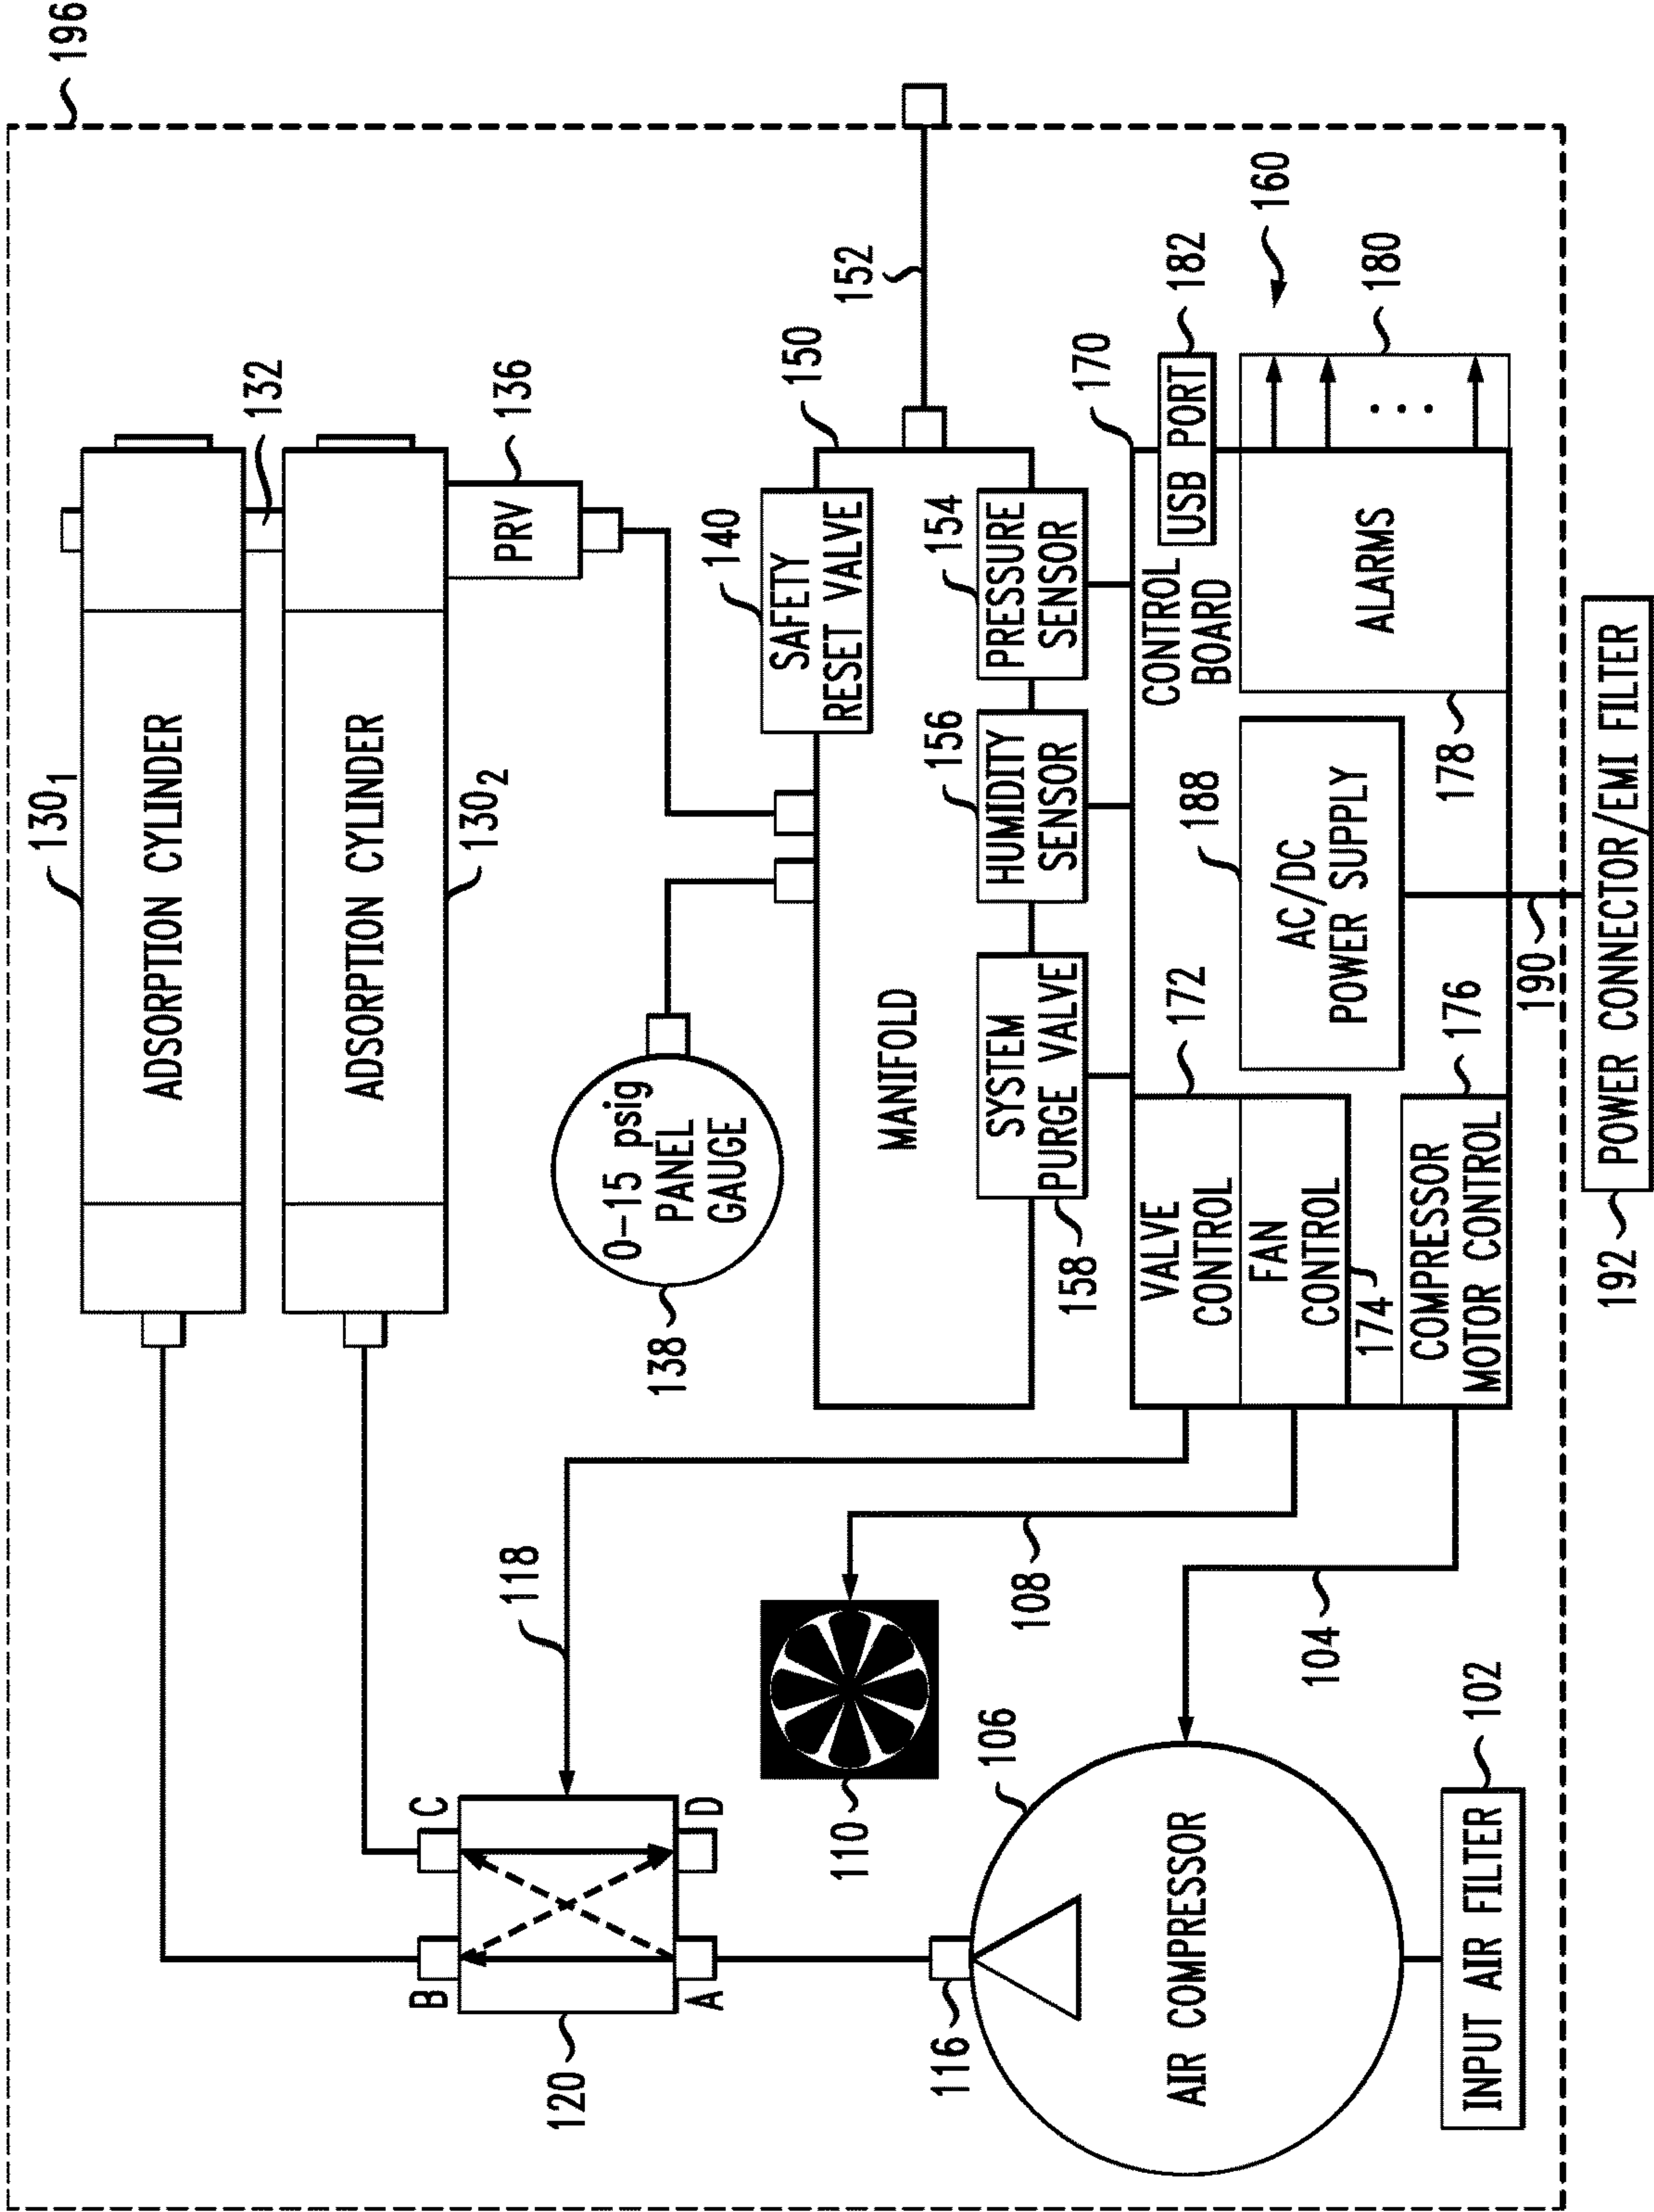 196
130₁
ADSORPTION CYLINDER
132
ADSORPTION CYLINDER
130₂
136
PRV
118
B
C
A
D
120
0-15 psig
PANEL
GAUGE
138
140
SAFETY
RESET VALVE
150
152
MANIFOLD
110
108
116
106
AIR COMPRESSOR
104
INPUT AIR FILTER
102
SYSTEM
PURGE VALVE
158
156
HUMIDITY
SENSOR
154
PRESSURE
SENSOR
170
CONTROL
BOARD
USB PORT
182
160
VALVE
CONTROL
172
FAN
CONTROL
174
COMPRESSOR
MOTOR CONTROL
176
188
AC/DC
POWER SUPPLY
ALARMS
178
180
190
192
POWER CONNECTOR/EMI FILTER